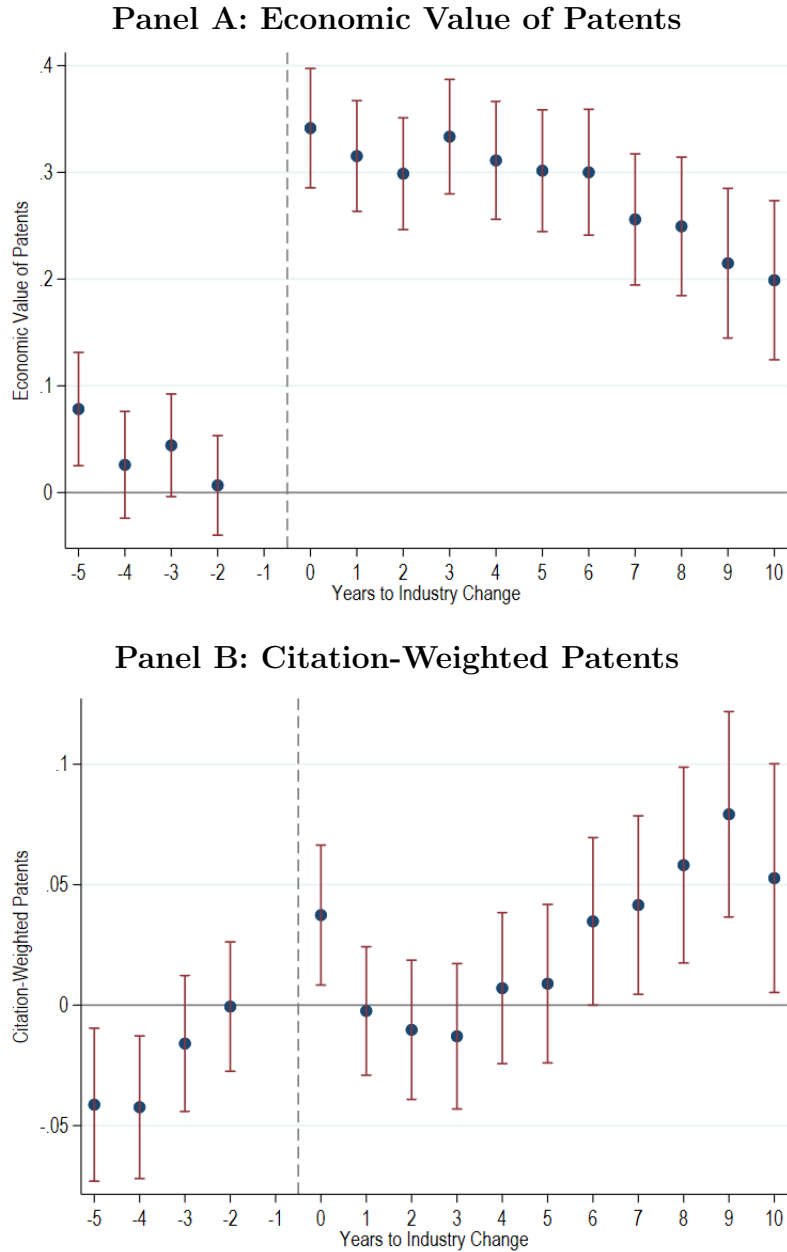 Panel A: Economic Value of Patents
Economic Value of Patents
.4
.3
.2
.1
0
-5 -4 -3 -2 -1 0 1 2 3 4 5 6 7 8 9 10
Years to Industry Change
Panel B: Citation-Weighted Patents
Citation-Weighted Patents
.1
.05
0
-.05
-5 -4 -3 -2 -1 0 1 2 3 4 5 6 7 8 9 10
Years to Industry Change